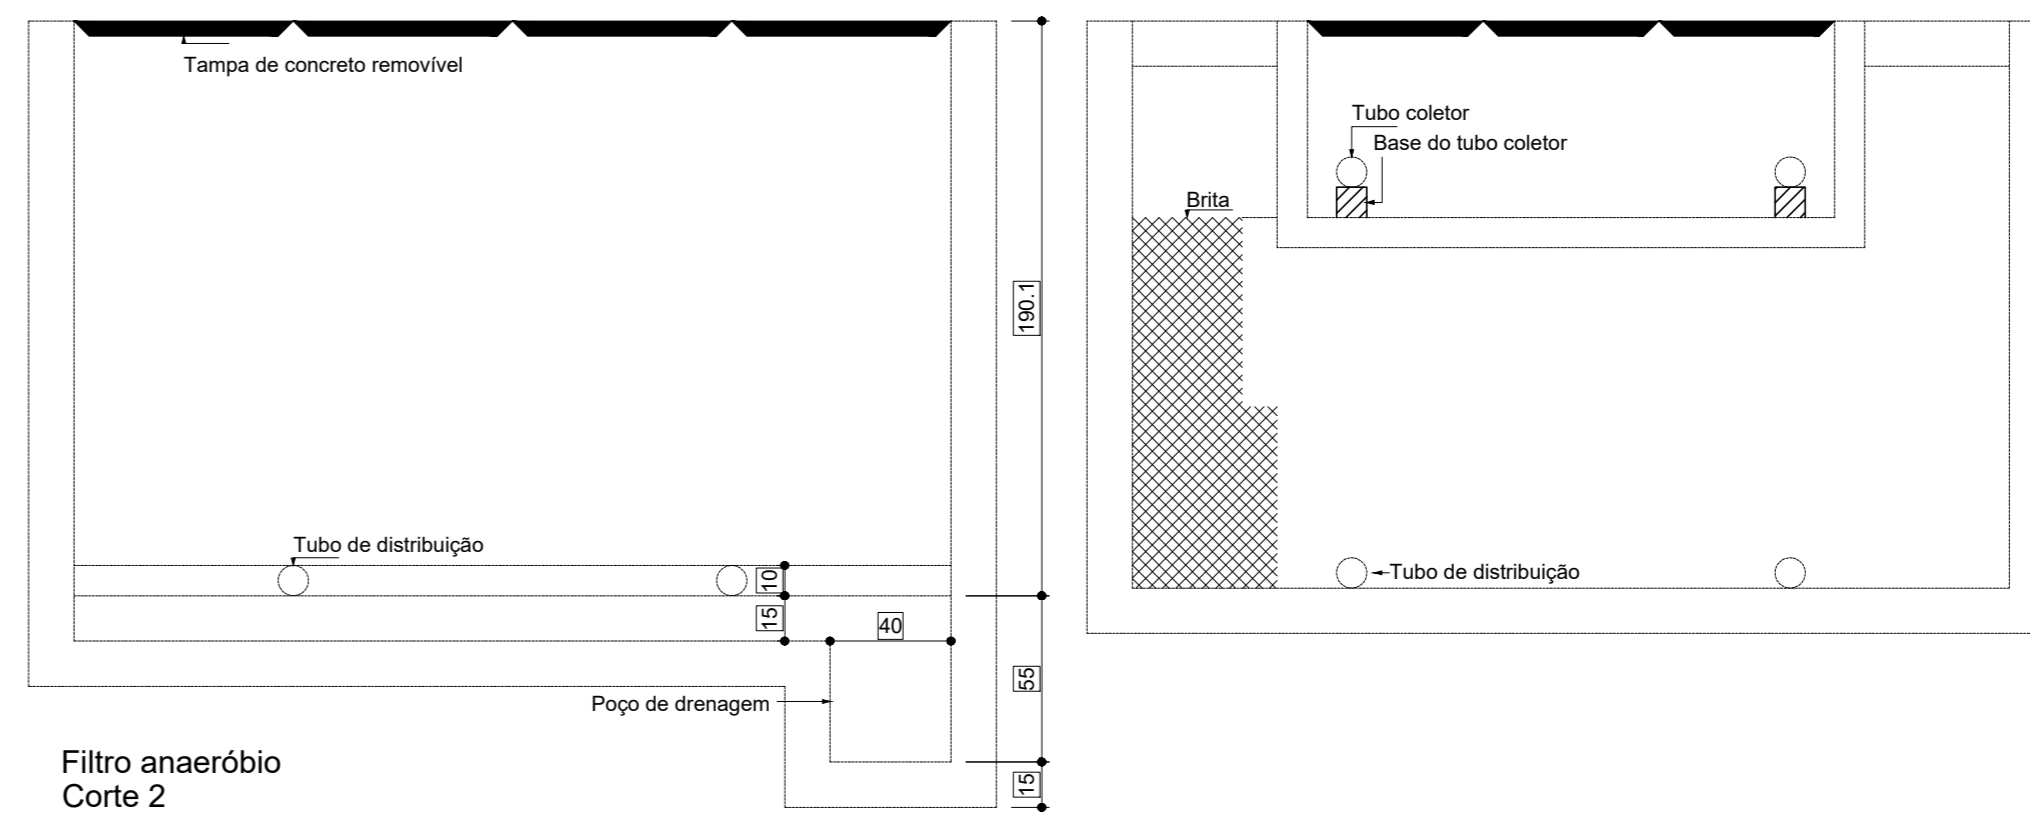 Tampa de concreto removível
Tubo de distribuição
10
15
40
Poço de drenagem
190.1
55
15
Filtro anaeróbio
Corte 2
Tubo coletor
Base do tubo coletor
Brita
Tubo de distribuição